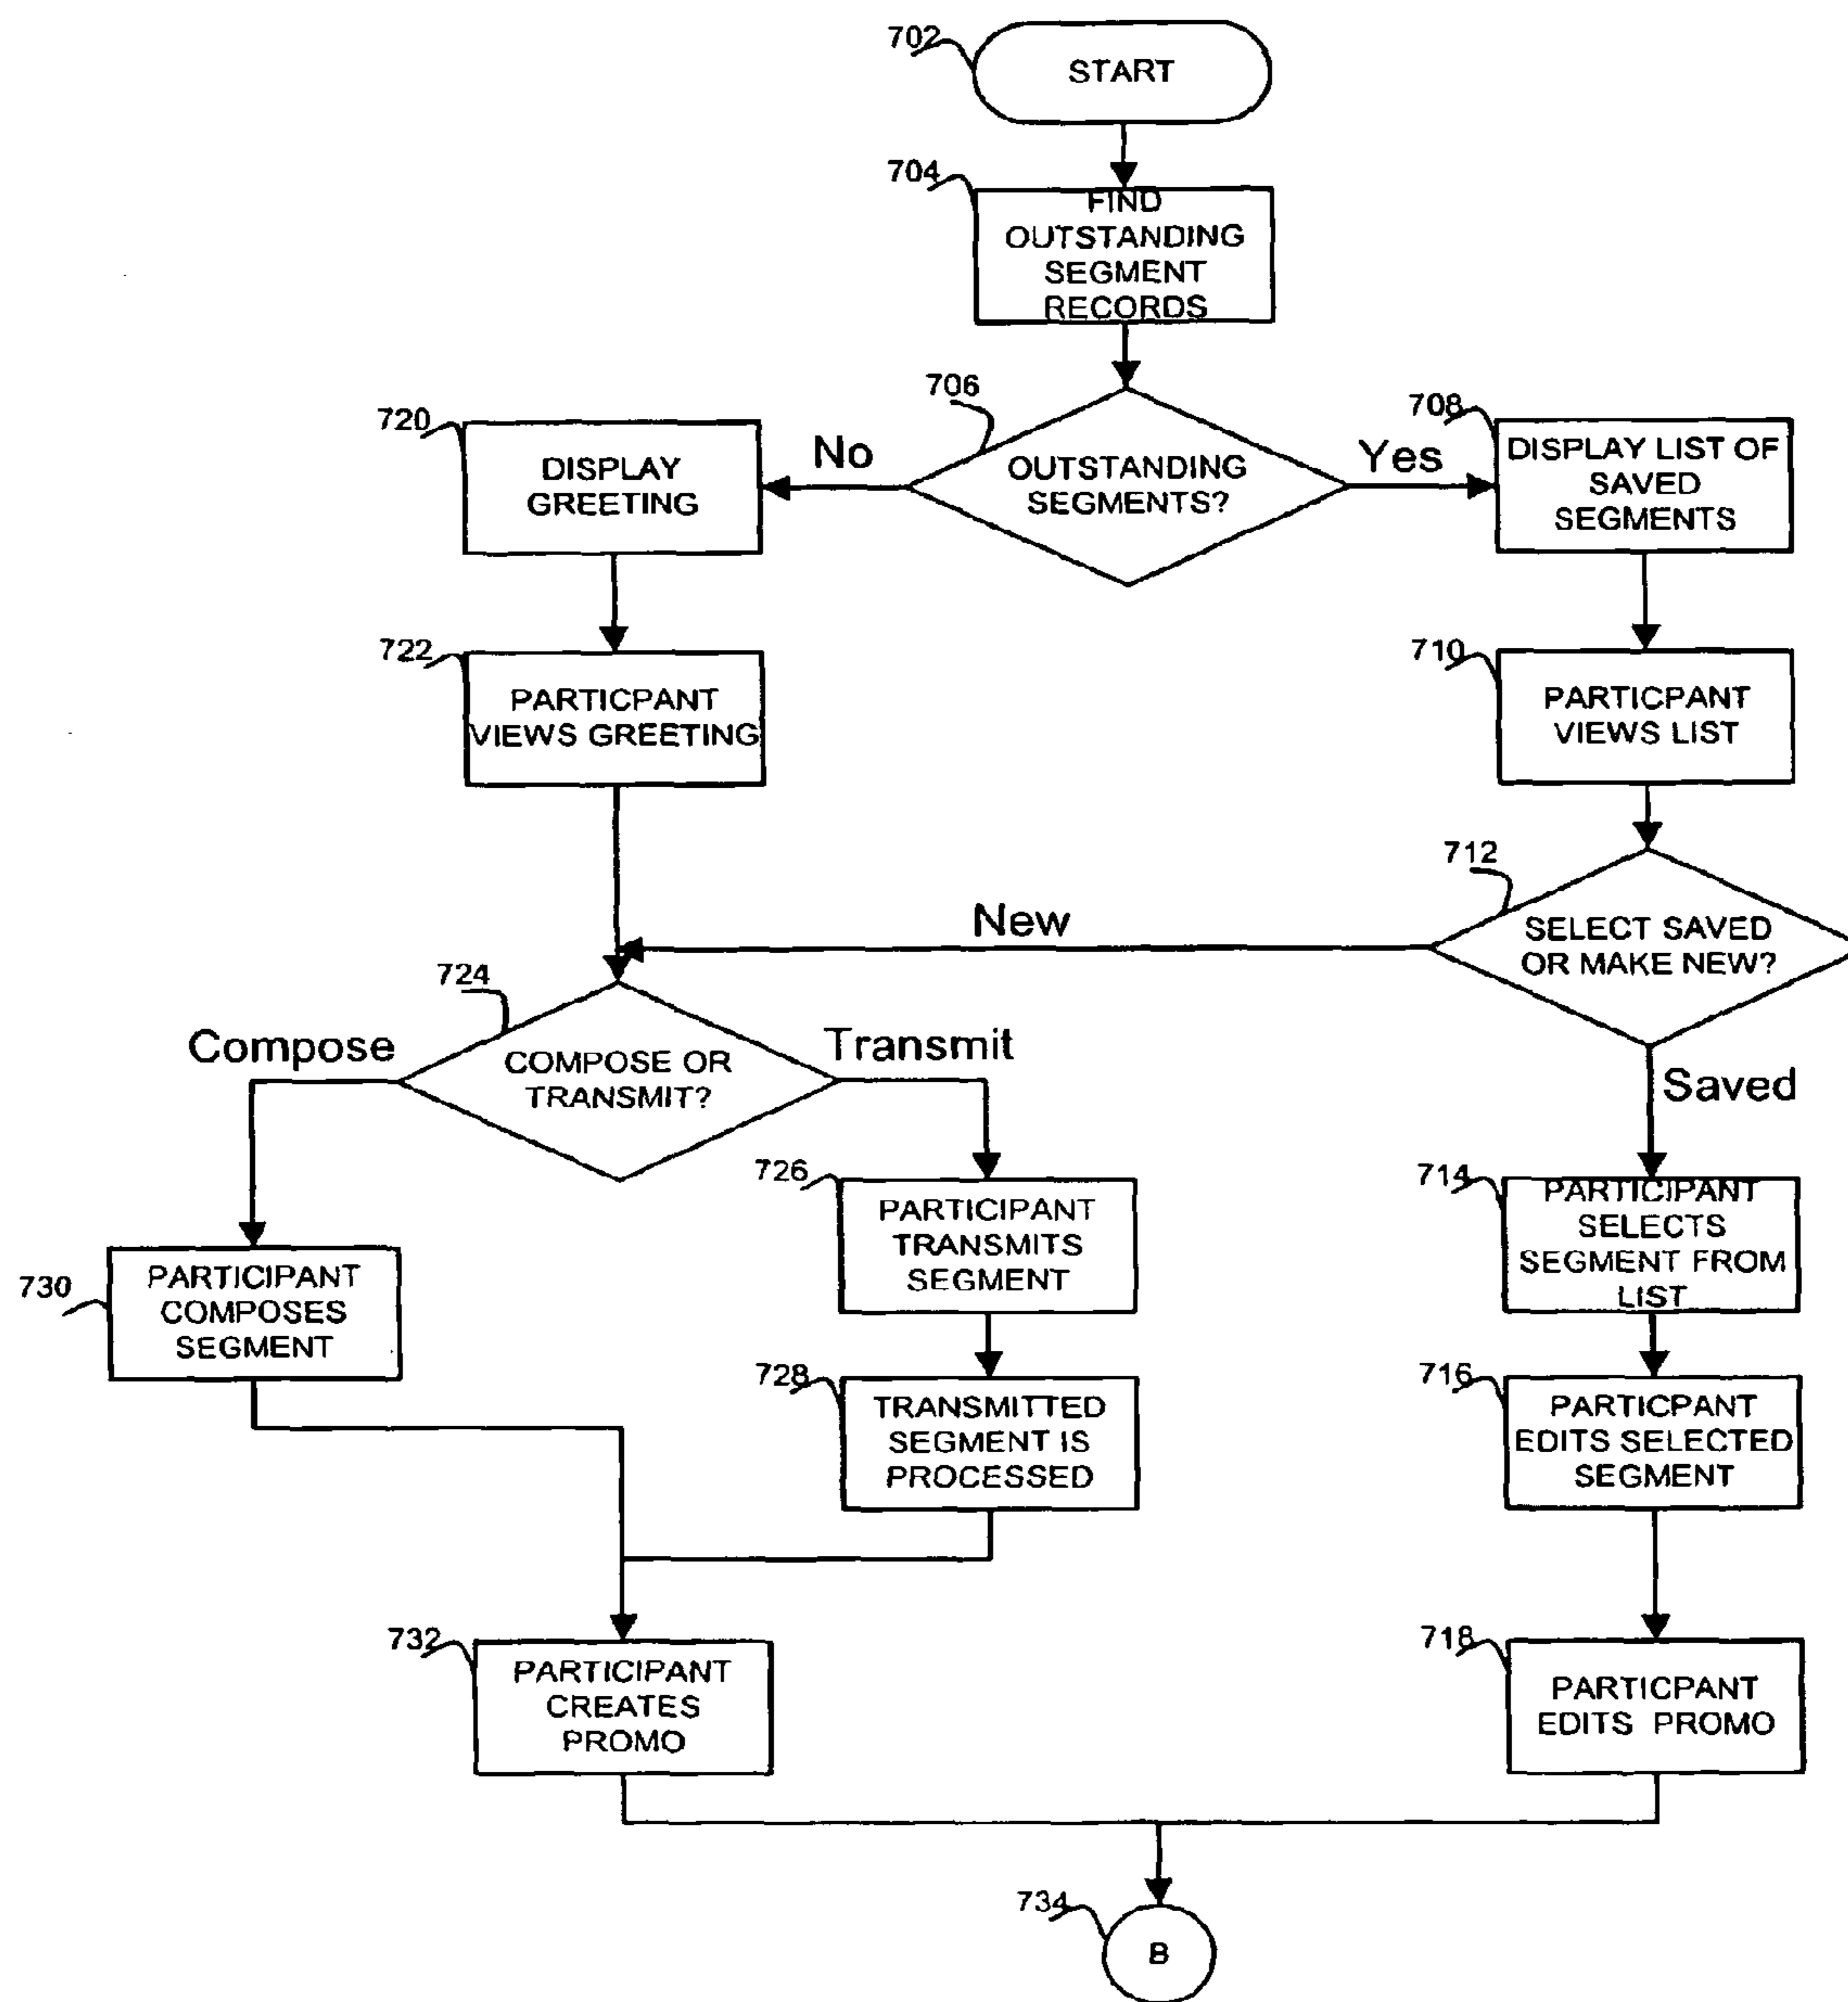 702
START
704
FIND
OUTSTANDING
SEGMENT
RECORDS
706
OUTSTANDING
SEGMENTS?
No
Yes
720
DISPLAY
GREETING
708
DISPLAY LIST OF
SAVED
SEGMENTS
722
PARTICPANT
VIEWS GREETING
710
PARTICPANT
VIEWS LIST
712
SELECT SAVED
OR MAKE NEW?
New
Saved
724
COMPOSE OR
TRANSMIT?
Compose
Transmit
726
PARTICIPANT
TRANSMITS
SEGMENT
714
PARTICIPANT
SELECTS
SEGMENT FROM
LIST
730
PARTICIPANT
COMPOSES
SEGMENT
728
TRANSMITTED
SEGMENT IS
PROCESSED
716
PARTICPANT
EDITS SELECTED
SEGMENT
732
PARTICIPANT
CREATES
PROMO
718
PARTICPANT
EDITS PROMO
734
B